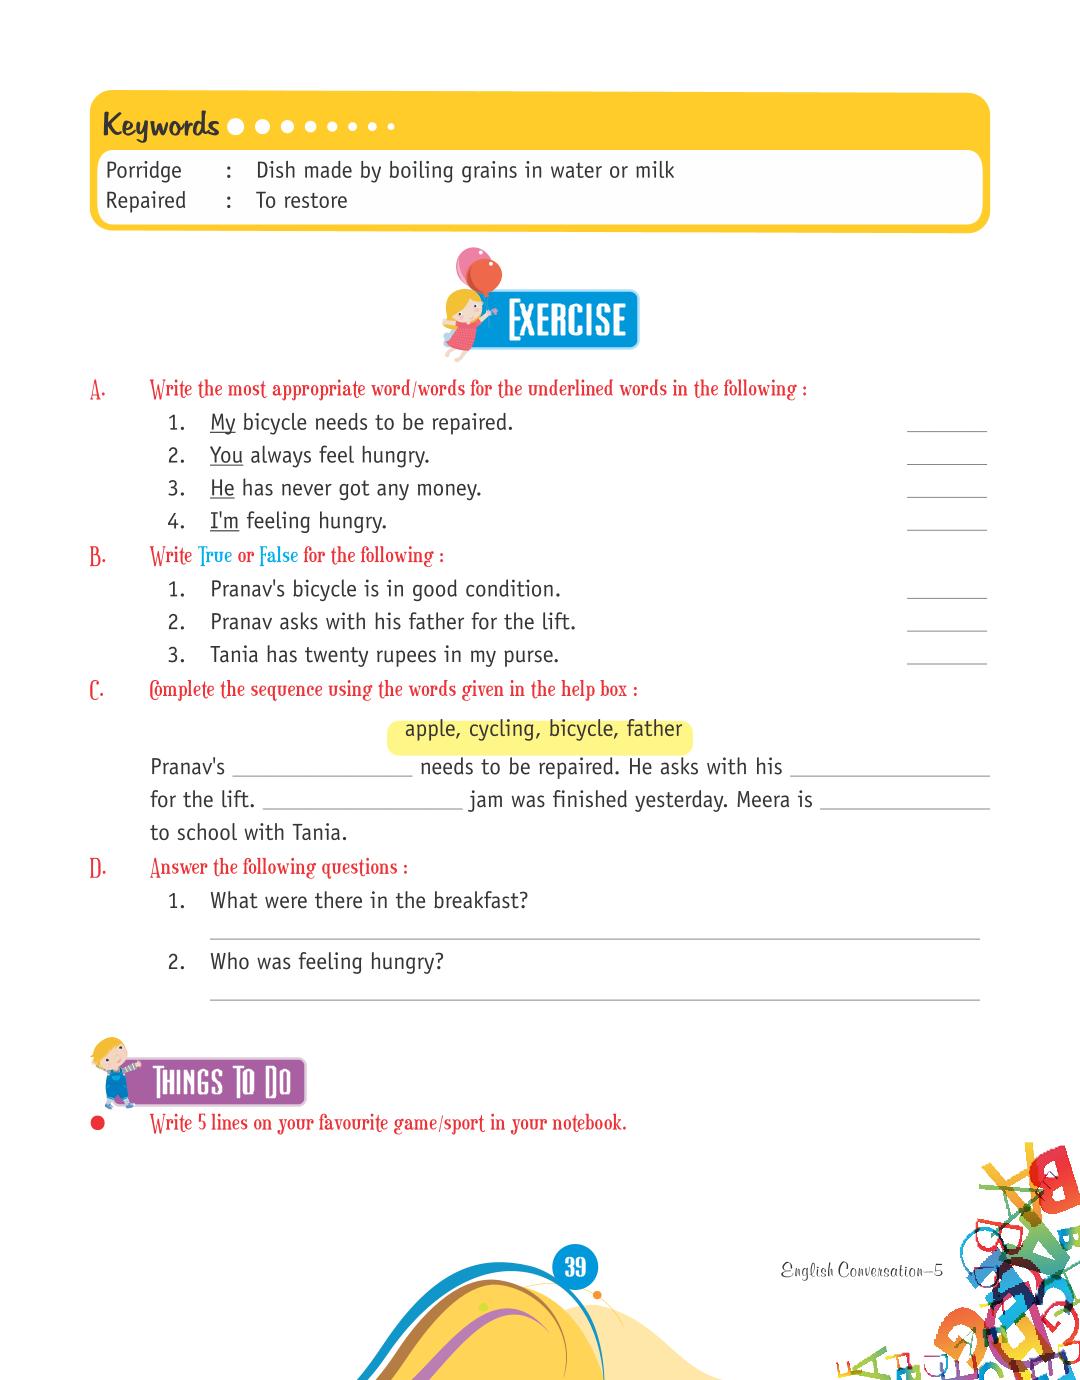 Keywords
Porridge : Dish made by boiling grains in water or milk
Repaired : To restore
EXERCISE
A. Write the most appropriate word/words for the underlined words in the following :
1. My bicycle needs to be repaired. ________
2. You always feel hungry. ________
3. He has never got any money. ________
4. I'm feeling hungry. ________
B. Write True or False for the following :
1. Pranav's bicycle is in good condition. ________
2. Pranav asks with his father for the lift. ________
3. Tania has twenty rupees in my purse. ________
C. Complete the sequence using the words given in the help box :
apple, cycling, bicycle, father
Pranav's ________ needs to be repaired. He asks with his ________
for the lift. ________ jam was finished yesterday. Meera is ________
to school with Tania.
D. Answer the following questions :
1. What were there in the breakfast?
2. Who was feeling hungry?
THINGS TO DO
● Write 5 lines on your favourite game/sport in your notebook.
39
English Conversation–5